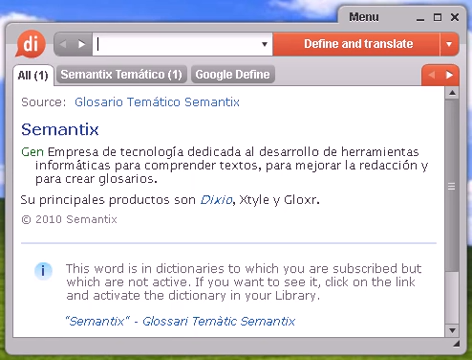 Menu
di
Define and translate
All (1)
Semantix Temático (1)
Google Define
Source: Glosario Temático Semantix
Semantix
Gen Empresa de tecnología dedicada al desarrollo de herramientas
informáticas para comprender textos, para mejorar la redacción y
para crear glosarios.
Su principales productos son Dixio, Xtyle y Gloxr.
© 2010 Semantix
i
This word is in dictionaries to which you are subscribed but
which are not active. If you want to see it, click on the link
and activate the dictionary in your Library.
"Semantix" - Glossari Temàtic Semantix